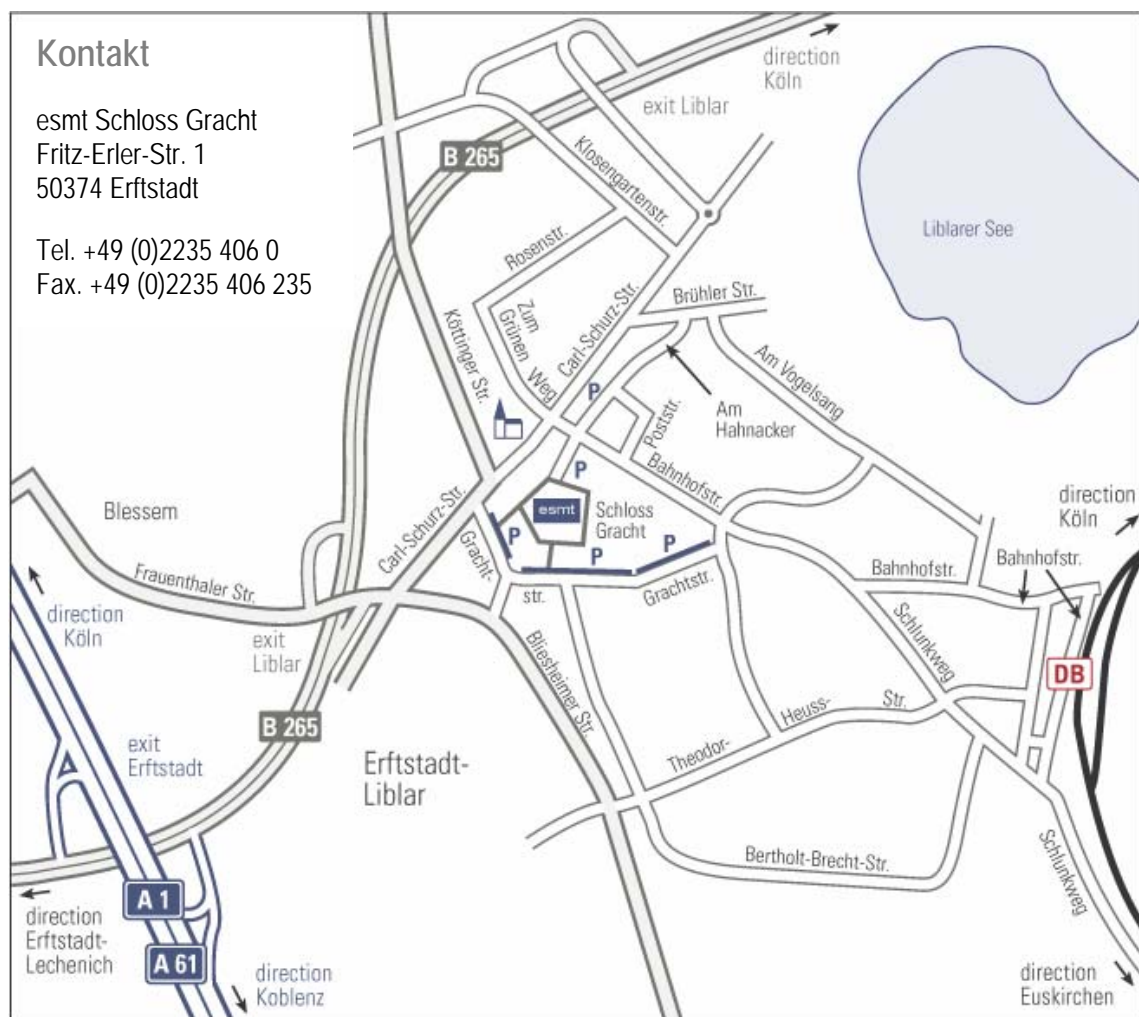 Kontakt
esmt Schloss Gracht
Fritz-Erler-Str. 1
50374 Erftstadt
Tel. +49 (0)2235 406 0
Fax. +49 (0)2235 406 235
direction
Köln
exit Liblar
B 265
Klosengartenstr.
Liblarer See
Rosenstr.
Brühler Str.
Zum
Grünen
Weg
Carl-Schurz-Str.
Köttinger Str.
Am Vogelsang
P
Am
Hahnacker
Poststr.
P
Bahnhofstr.
Carl-Schurz-Str.
Blessem
esmt
Schloss
Gracht
direction
Köln
P
P
P
Gracht-
str.
Grachtstr.
Bahnhofstr.
Bahnhofstr.
Frauenthaler Str.
direction
Köln
exit
Liblar
Schlunkweg
DB
Bliesheimer Str.
B 265
Theodor-
Heuss-
Str.
exit
Erftstadt
Erftstadt-
Liblar
Bertholt-Brecht-Str.
Schlunkweg
A 1
direction
Erftstadt-
Lechenich
A 61
direction
Koblenz
direction
Euskirchen